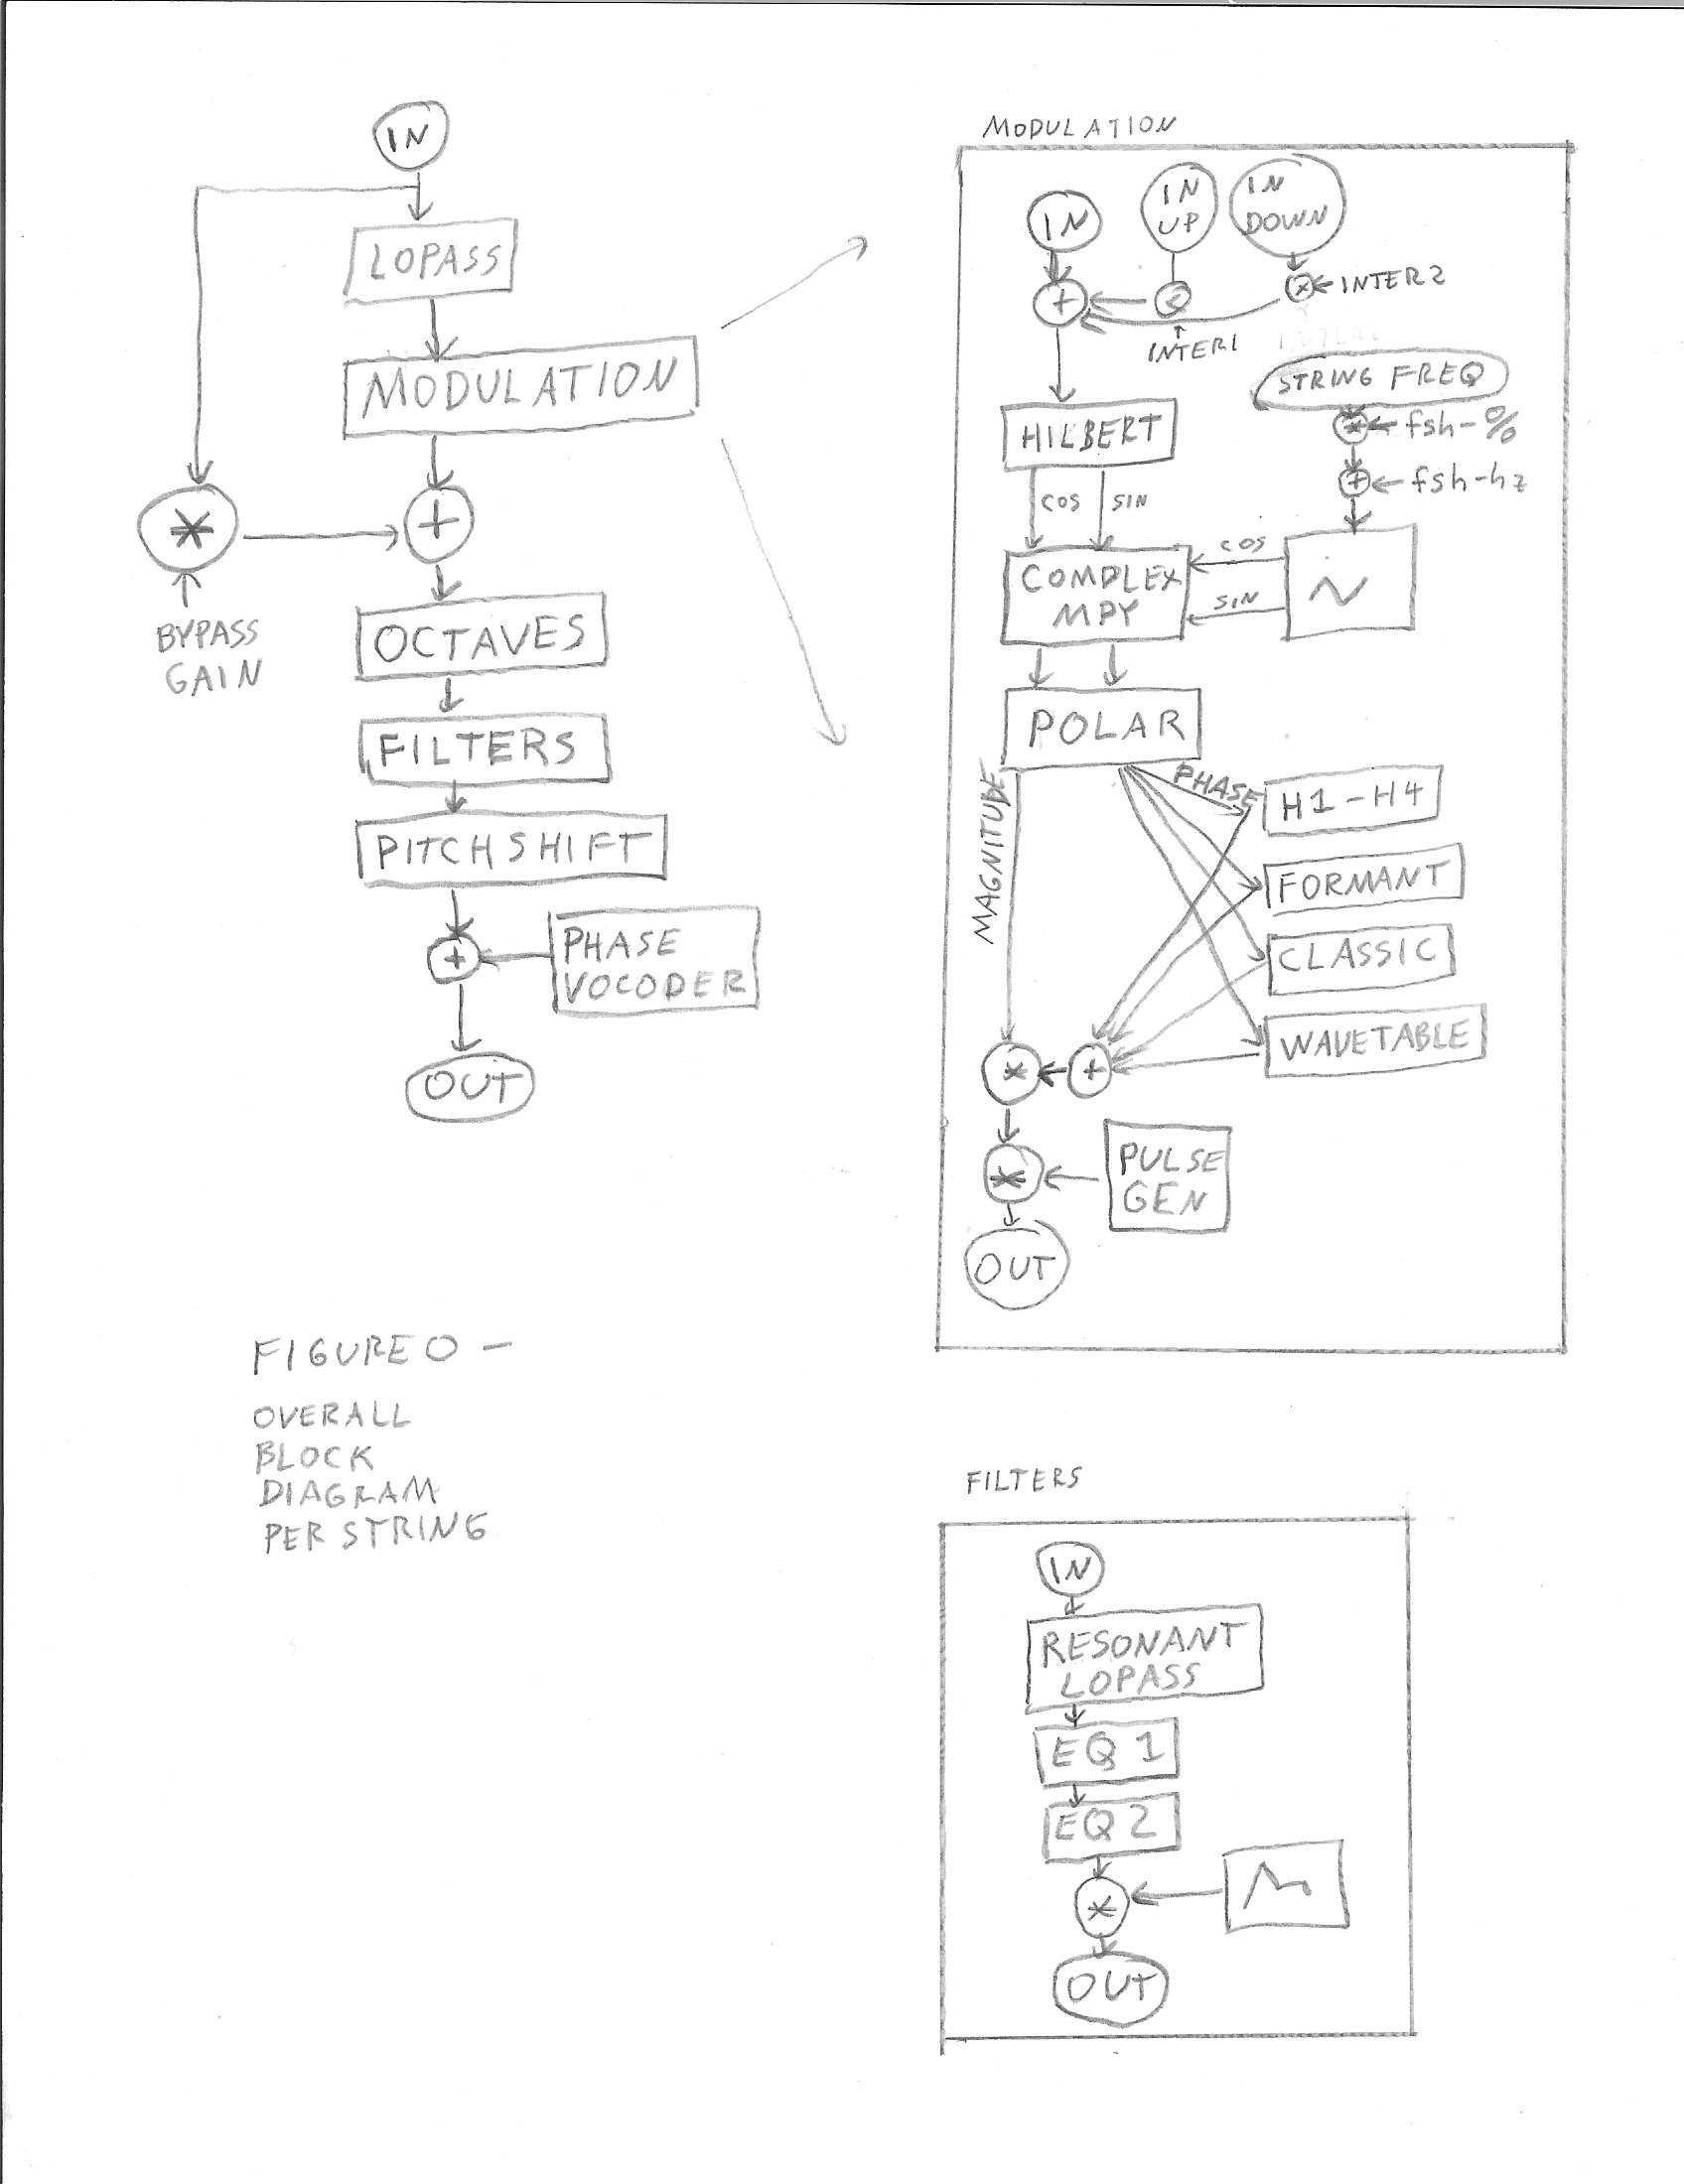 IN
LOPASS
MODULATION
*
+
BYPASS
GAIN
OCTAVES
FILTERS
PITCHSHIFT
+
PHASE
VOCODER
OUT
FIGURE 0 -
OVERALL
BLOCK
DIAGRAM
PER STRING
MODULATION
IN
IN
UP
IN
DOWN
+
*
INTER2
INTER1
STRING FREQ
*
fsh-%
+
fsh-hz
HILBERT
COS
SIN
COMPLEX
MPY
COS
SIN
POLAR
MAGNITUDE
PHASE
H1-H4
FORMANT
CLASSIC
WAVETABLE
*
+
*
PULSE
GEN
OUT
FILTERS
IN
RESONANT
LOPASS
EQ 1
EQ 2
*
OUT